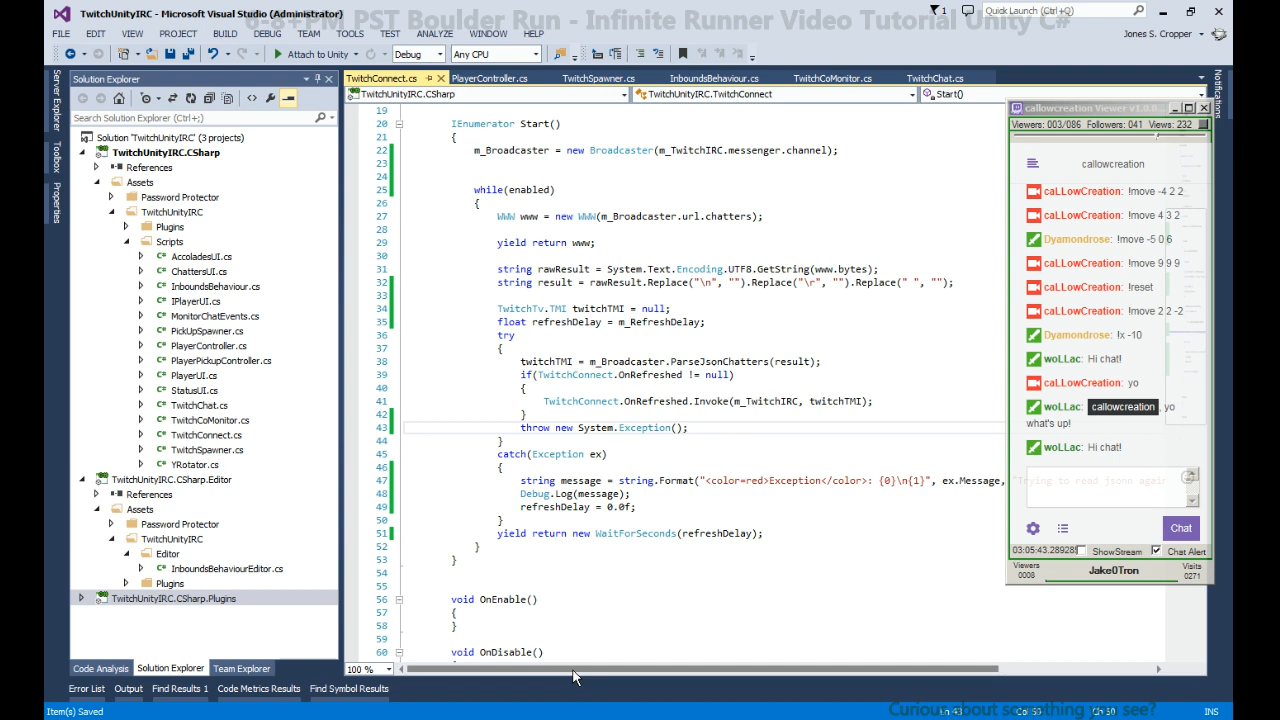 TwitchUnityIRC - Microsoft Visual Studio (Administrator)
6-8+PM PST Boulder Run - Infinite Runner Video Tutorial Unity C#
1
Quick Launch (Ctrl+;)
FILE EDIT VIEW PROJECT BUILD DEBUG TEAM TOOLS TEST ANALYZE WINDOW HELP
Jones S. Cropper
Attach to Unity Debug Any CPU
Server Explorer
Toolbox
Properties
Solution Explorer
Search Solution Explorer (Ctrl+;)
Solution 'TwitchUnityIRC' (3 projects)
TwitchUnityIRC.CSharp
References
Assets
Password Protector
TwitchUnityIRC
Plugins
Scripts
AccoladesUI.cs
ChattersUI.cs
InboundsBehaviour.cs
IPlayerUI.cs
MonitorChatEvents.cs
PickUpSpawner.cs
PlayerController.cs
PlayerPickupController.cs
PlayerUI.cs
StatusUI.cs
TwitchChat.cs
TwitchCoMonitor.cs
TwitchConnect.cs
TwitchSpawner.cs
YRotator.cs
TwitchUnityIRC.CSharp.Editor
References
Assets
Password Protector
TwitchUnityIRC
Editor
InboundsBehaviourEditor.cs
Plugins
TwitchUnityIRC.CSharp.Plugins
Code Analysis Solution Explorer Team Explorer
TwitchConnect.cs PlayerController.cs TwitchSpawner.cs InboundsBehaviour.cs TwitchCoMonitor.cs TwitchChat.cs
TwitchUnityIRC.CSharp TwitchUnityIRC.TwitchConnect Start()
19
20 IEnumerator Start()
21 {
22 m_Broadcaster = new Broadcaster(m_TwitchIRC.messenger.channel);
23
24
25 while(enabled)
26 {
27 WWW www = new WWW(m_Broadcaster.url.chatters);
28
29 yield return www;
30
31 string rawResult = System.Text.Encoding.UTF8.GetString(www.bytes);
32 string result = rawResult.Replace("\n", "").Replace("\r", "").Replace(" ", "");
33
34 TwitchTv.TMI twitchTMI = null;
35 float refreshDelay = m_RefreshDelay;
36 try
37 {
38 twitchTMI = m_Broadcaster.ParseJsonChatters(result);
39 if(TwitchConnect.OnRefreshed != null)
40 {
41 TwitchConnect.OnRefreshed.Invoke(m_TwitchIRC, twitchTMI);
42 }
43 throw new System.Exception();
44 }
45 catch(Exception ex)
46 {
47 string message = string.Format("<color=red>Exception</color>: {0}\n{1}", ex.Message, "Trying to read jsonn again
48 Debug.Log(message);
49 refreshDelay = 0.0f;
50 }
51 yield return new WaitForSeconds(refreshDelay);
52 }
53 }
54
55
56 void OnEnable()
57 {
58 }
59
60 void OnDisable()
100 %
Notifications
callowcreation Viewer v1.0.0
Viewers: 003/086 Followers: 041 Views: 232
callowcreation
caLLowCreation: !move -4 2 2
caLLowCreation: !move 4 3 2
Dyamondrose: !move -5 0 6
caLLowCreation: !move 9 9 9
caLLowCreation: !reset
caLLowCreation: !move 2 2 -2
Dyamondrose: !x -10
woLLac: Hi chat!
caLLowCreation: yo
woLLac: callowcreation, yo
what's up!
woLLac: Hi chat!
Chat
03:05:43.289285 ShowStream Chat Alert
Viewers
0008
Jake0Tron
Visits
0271
Error List Output Find Results 1 Code Metrics Results Find Symbol Results
Item(s) Saved
Curious about something you see?
Ln 43 Col 50 Ch 50 INS